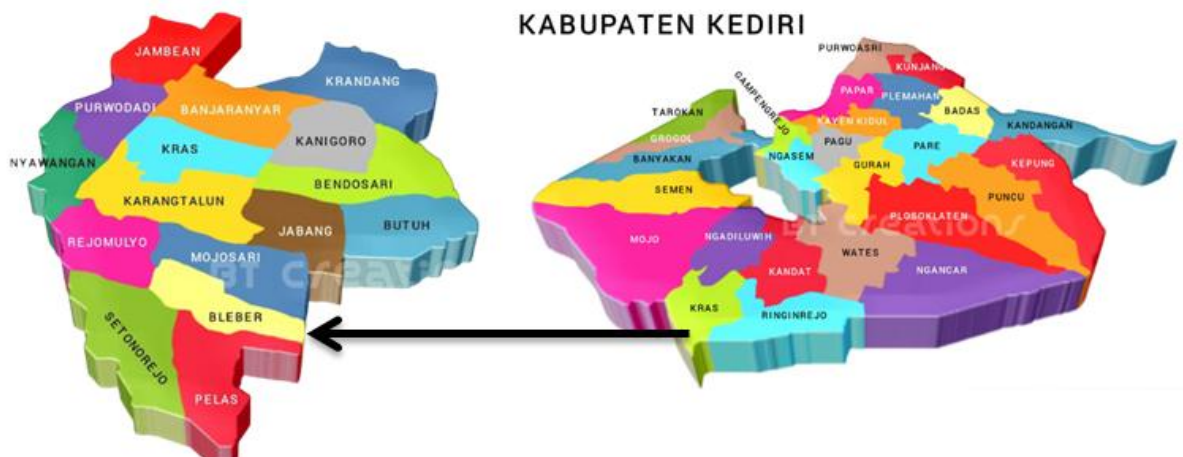 KABUPATEN KEDIRI
JAMBEAN
KRANDANG
PURWODADI
BANJARANYAR
KANIGORO
KRAS
NYAWANGAN
BENDOSARI
KARANGTALUN
BUTUH
JABANG
REJOMULYO
MOJOSARI
BT Creations
BLEBER
SETONOREJO
PELAS
PURWOASRI
KUNJANG
GAMPENGREJO
PAPAR
PLEMAHAN
TAROKAN
BADAS
KAYEN KIDUL
KANDANGAN
GROGOL
PAGU
PARE
BANYAKAN
NGASEM
GURAH
KEPUNG
SEMEN
PUNCU
PLOSOKLATEN
BT Creations
MOJO
NGADILUWIH
WATES
KANDAT
NGANCAR
KRAS
RINGINREJO